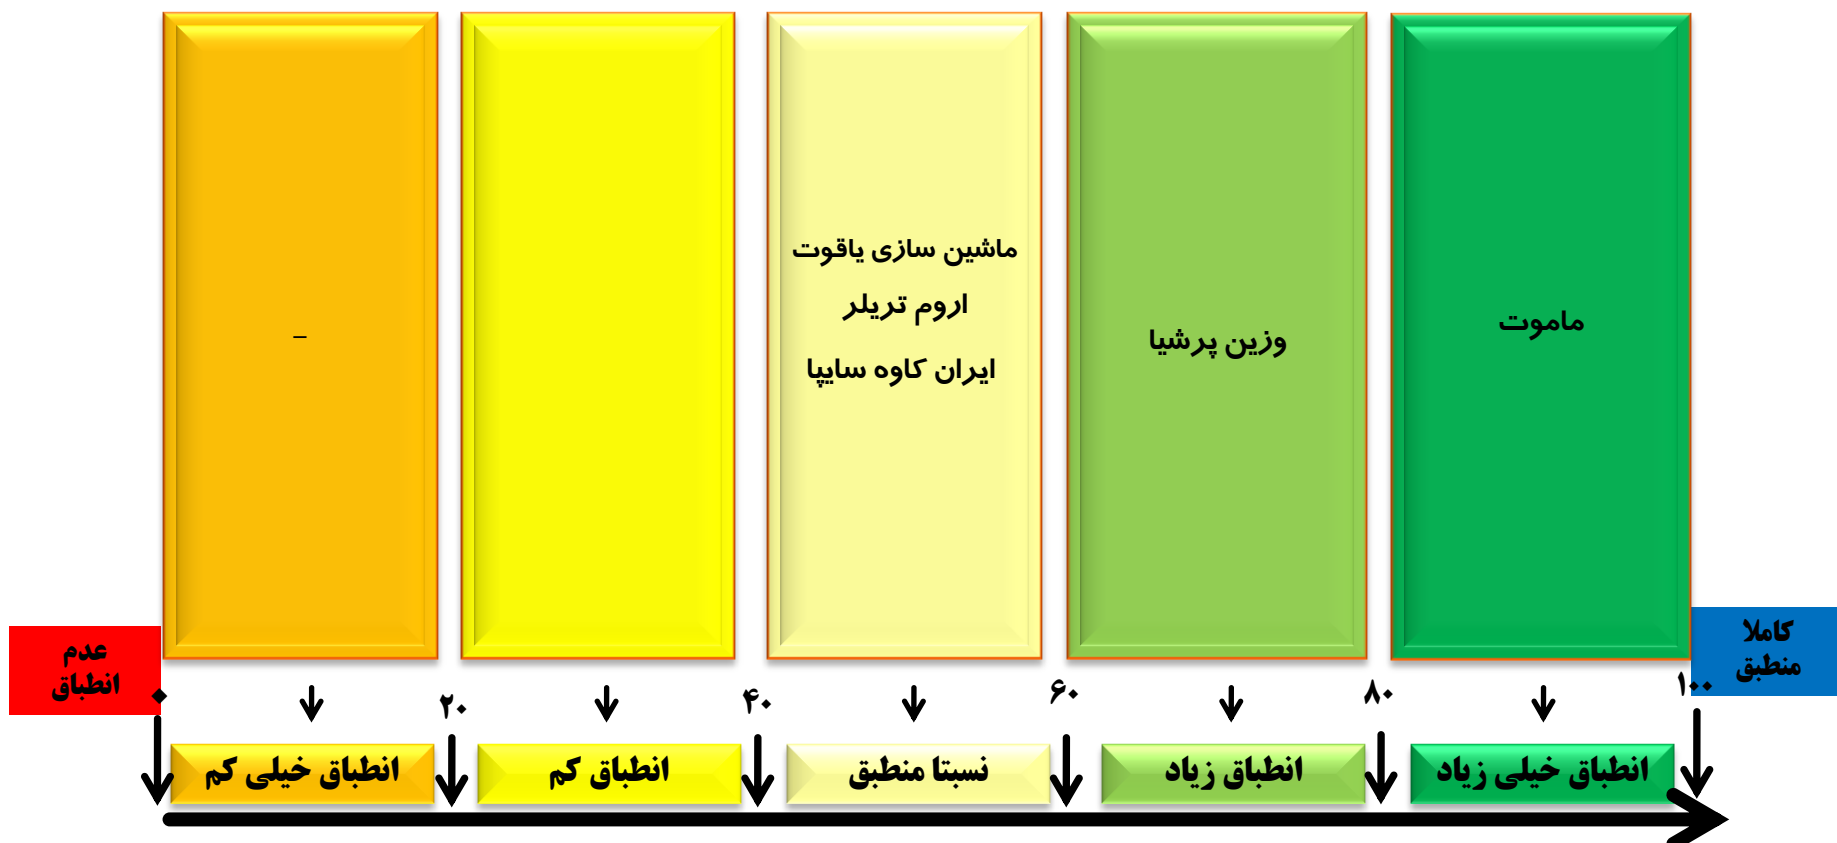 ماموت
وزین پرشیا
ماشین سازی یاقوت
اروم تریلر
ایران کاوه سایپا
–
کاملا
منطبق
۱۰۰
۸۰
۶۰
۴۰
۲۰
۰
عدم
انطباق
انطباق خیلی زیاد
انطباق زیاد
نسبتا منطبق
انطباق کم
انطباق خیلی کم